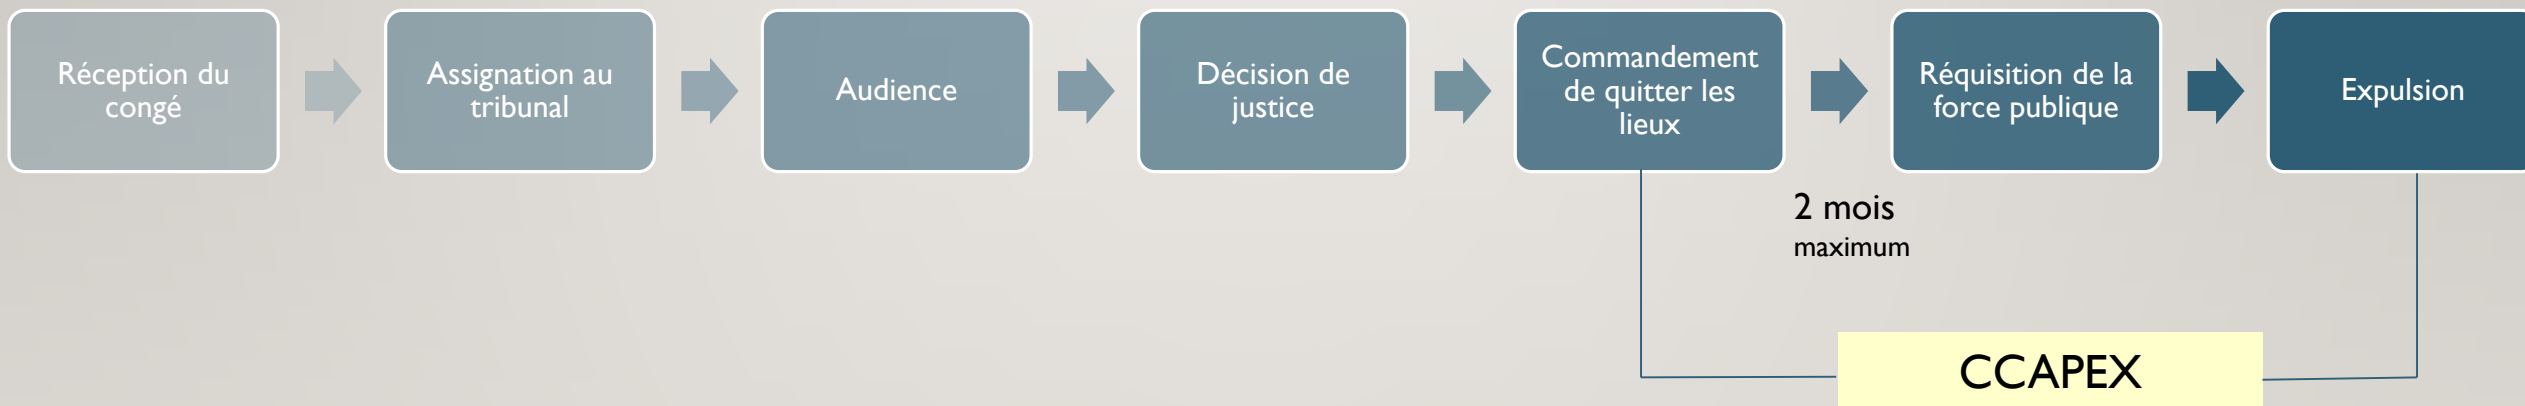 Réception du
congé
Assignation au
tribunal
Audience
Décision de
justice
Commandement
de quitter les
lieux
Réquisition de la
force publique
Expulsion
2 mois
maximum
CCAPEX